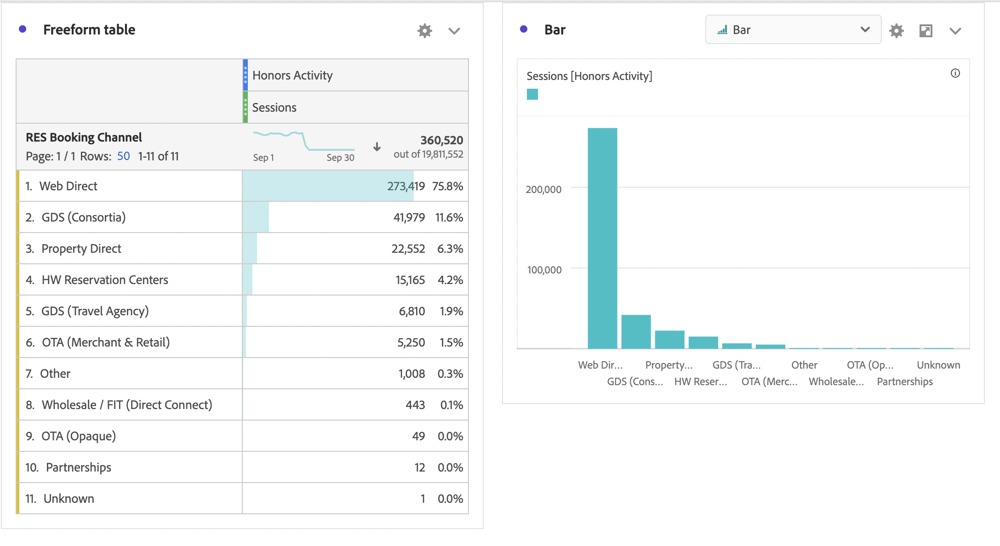 Freeform table
Honors Activity
Sessions
RES Booking Channel
Page: 1 / 1 Rows: 50 1-11 of 11
Sep 1 Sep 30
360,520
out of 19,811,552
1. Web Direct 273,419 75.8%
2. GDS (Consortia) 41,979 11.6%
3. Property Direct 22,552 6.3%
4. HW Reservation Centers 15,165 4.2%
5. GDS (Travel Agency) 6,810 1.9%
6. OTA (Merchant & Retail) 5,250 1.5%
7. Other 1,008 0.3%
8. Wholesale / FIT (Direct Connect) 443 0.1%
9. OTA (Opaque) 49 0.0%
10. Partnerships 12 0.0%
11. Unknown 1 0.0%
Bar
Bar
Sessions [Honors Activity]
200,000
100,000
Web Dir... Property... GDS (Tra... Other OTA (Op... Unknown
GDS (Cons... HW Reser... OTA (Merc... Wholesale... Partnerships